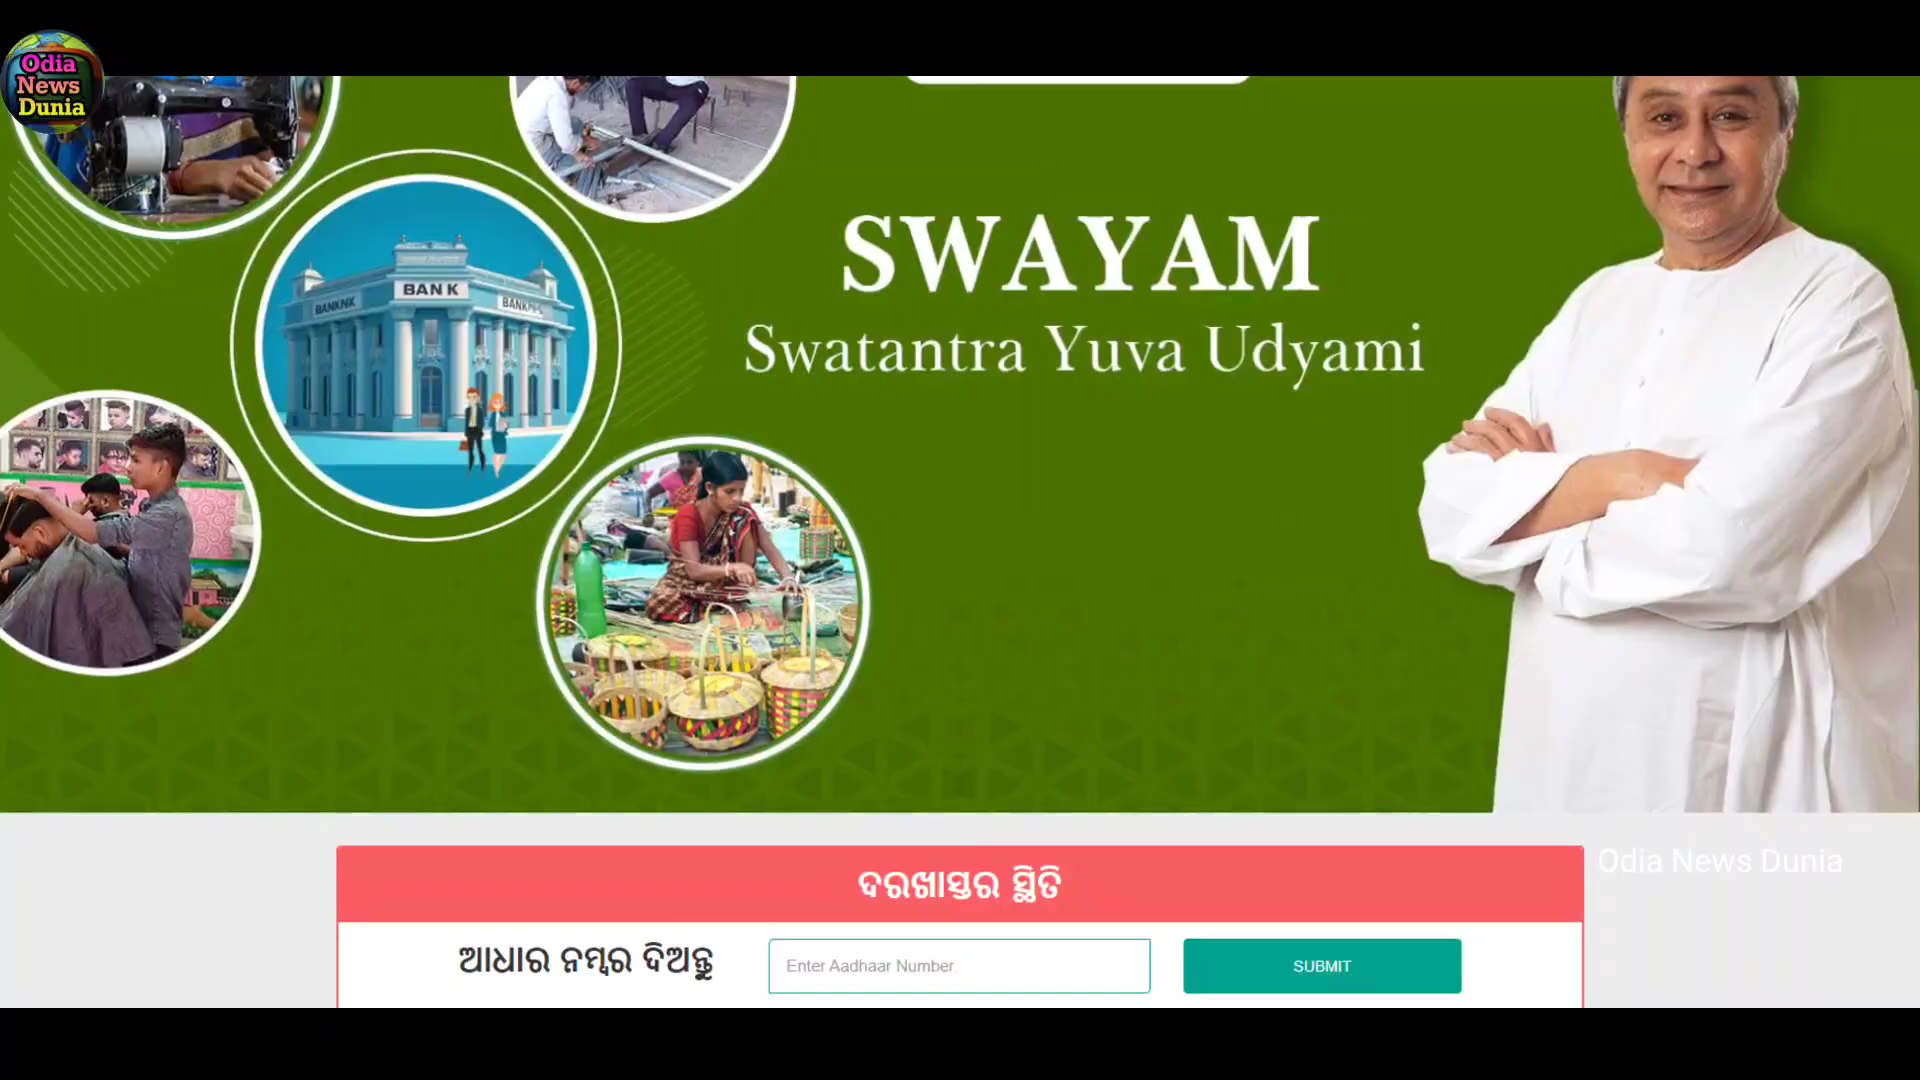 Odia
News
Dunia
BANKNK
BANK
SWAYAM
Swatantra Yuva Udyami
ଦରଖାସ୍ତର ସ୍ଥିତି
Odia News Dunia
ଆଧାର ନମ୍ବର ଦିଅନ୍ତୁ
Enter Aadhaar Number
SUBMIT